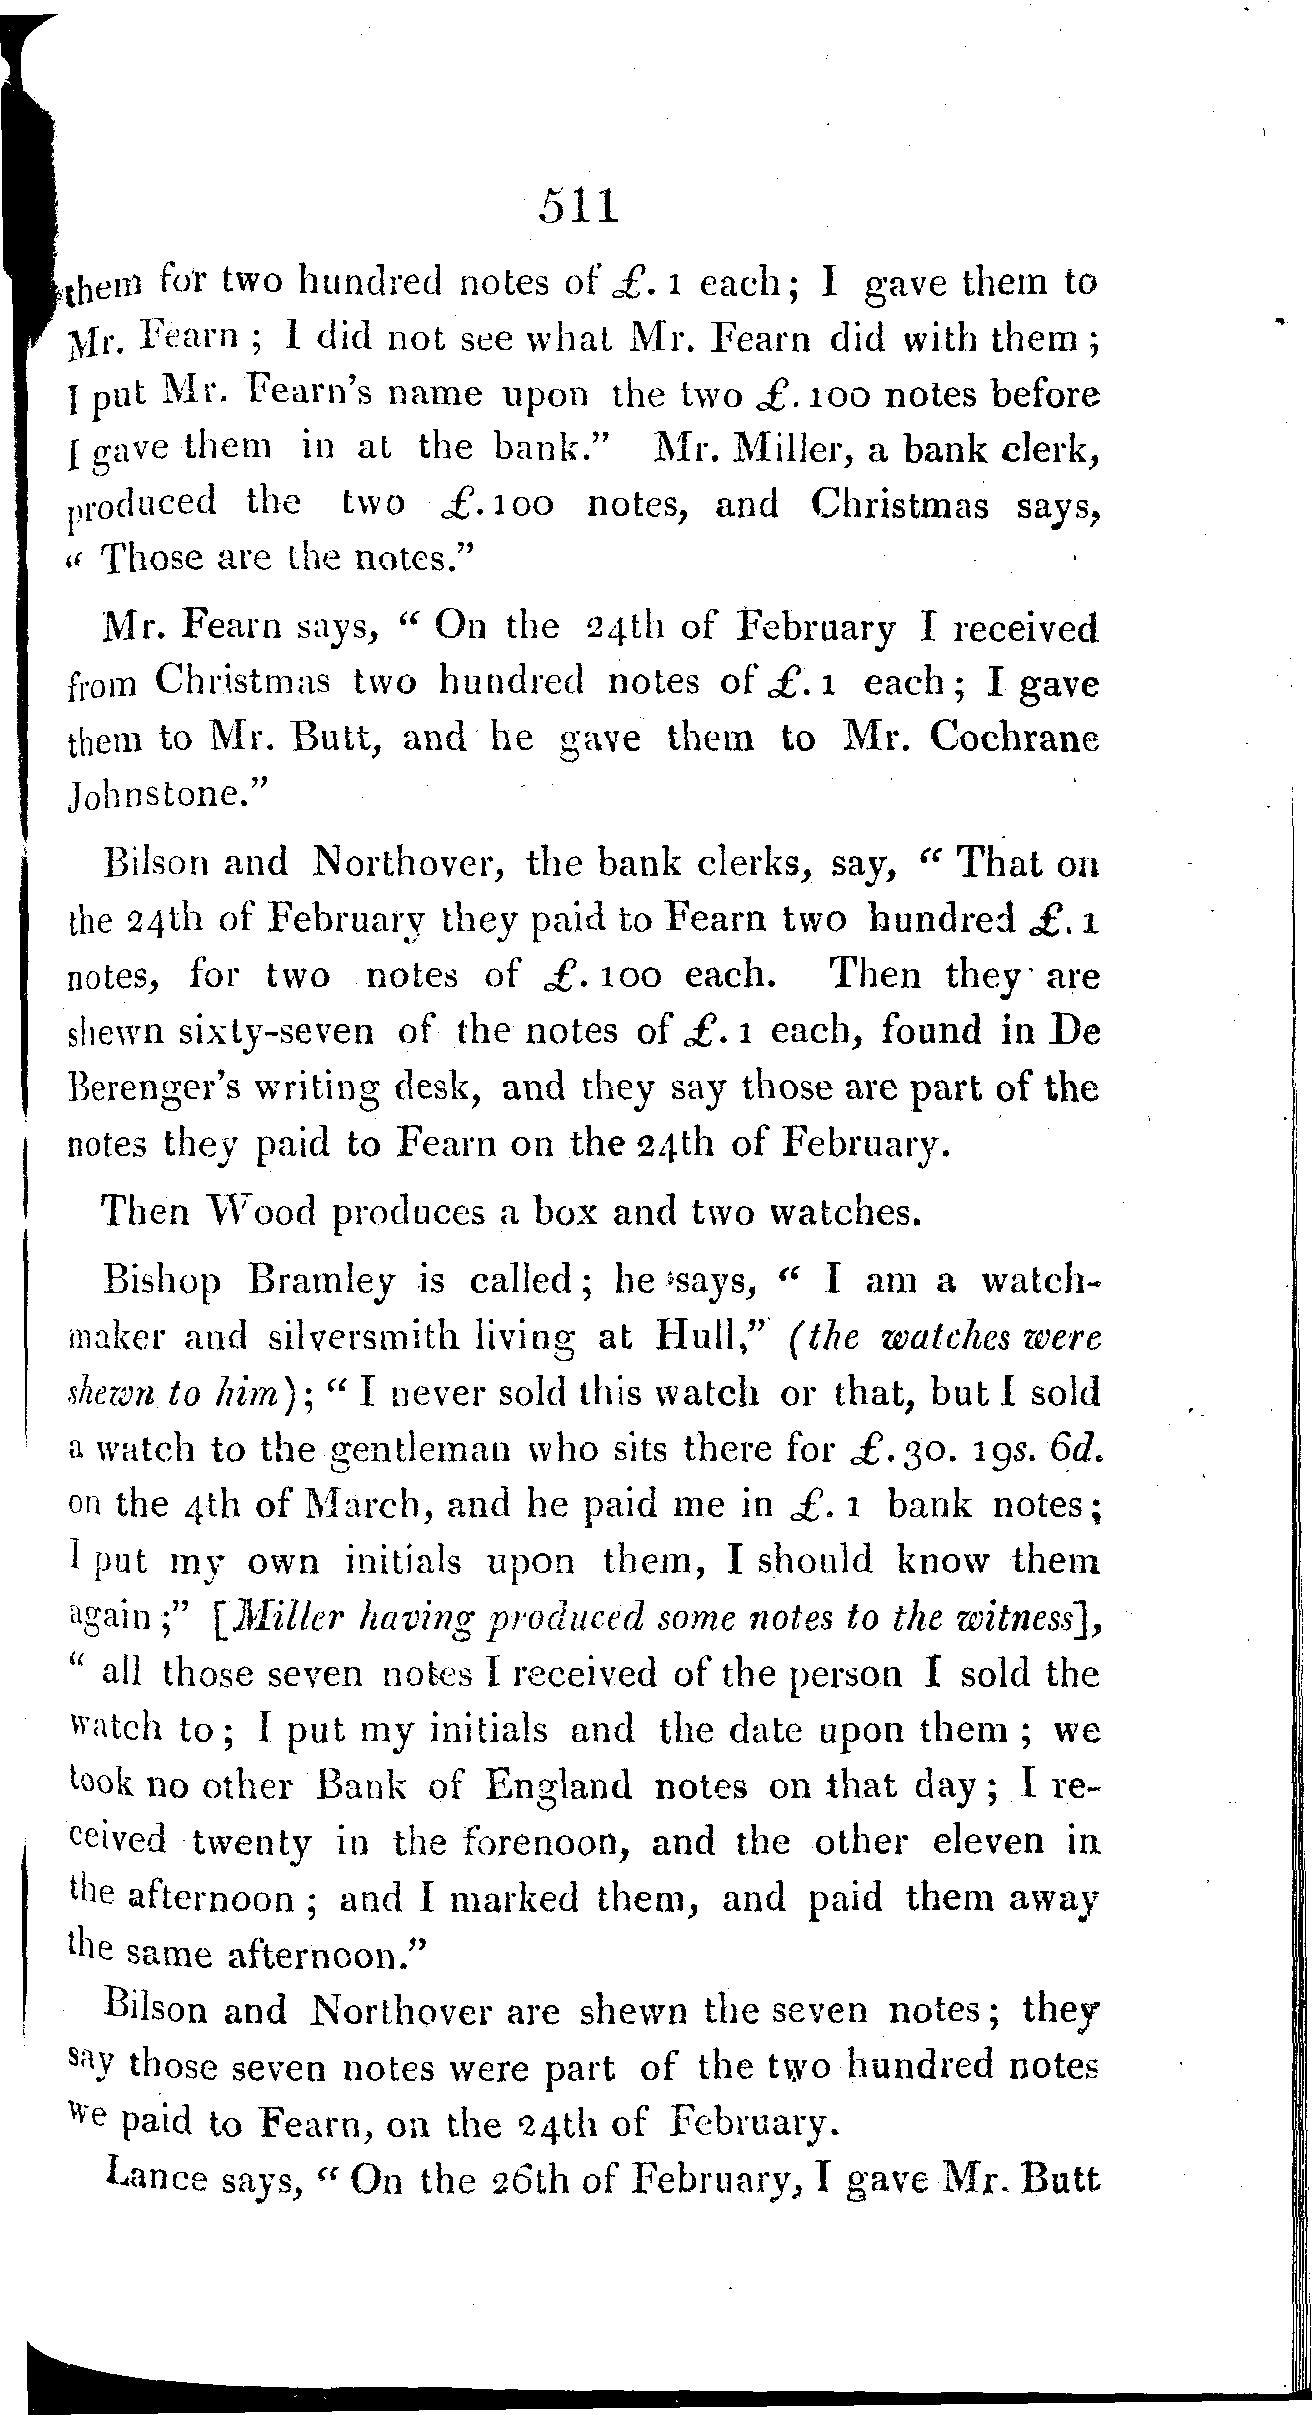 511
them for two hundred notes of £. 1 each; I gave them to
Mr. Fearn ; I did not see what Mr. Fearn did with them ;
I put Mr. Fearn's name upon the two £. 100 notes before
I gave them in at the bank." Mr. Miller, a bank clerk,
produced the two £. 100 notes, and Christmas says,
" Those are the notes."
Mr. Fearn says, " On the 24th of February I received
from Christmas two hundred notes of £. 1 each; I gave
them to Mr. Butt, and he gave them to Mr. Cochrane
Johnstone."
Bilson and Northover, the bank clerks, say, " That on
the 24th of February they paid to Fearn two hundred £. 1
notes, for two notes of £. 100 each. Then they are
shewn sixty-seven of the notes of £. 1 each, found in De
Berenger's writing desk, and they say those are part of the
notes they paid to Fearn on the 24th of February.
Then Wood produces a box and two watches.
Bishop Bramley is called; he says, " I am a watch-
maker and silversmith living at Hull," (the watches were
shewn to him); " I never sold this watch or that, but I sold
a watch to the gentleman who sits there for £. 30. 19s. 6d.
on the 4th of March, and he paid me in £. 1 bank notes;
I put my own initials upon them, I should know them
again ;" [Miller having produced some notes to the witness],
" all those seven notes I received of the person I sold the
watch to; I put my initials and the date upon them ; we
took no other Bank of England notes on that day ; I re-
ceived twenty in the forenoon, and the other eleven in
the afternoon ; and I marked them, and paid them away
the same afternoon."
Bilson and Northover are shewn the seven notes; they
say those seven notes were part of the two hundred notes
we paid to Fearn, on the 24th of February.
Lance says, " On the 26th of February, I gave Mr. Butt